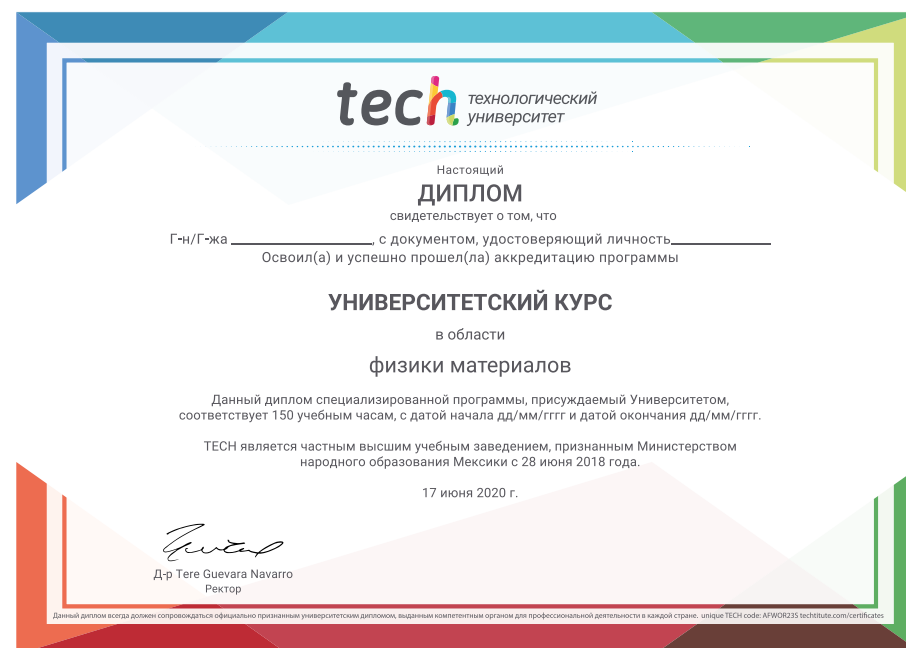 tech технологический
университет
Настоящий
ДИПЛОМ
свидетельствует о том, что
Г-н/Г-жа ________________, с документом, удостоверяющий личность____________
Освоил(а) и успешно прошел(ла) аккредитацию программы
УНИВЕРСИТЕТСКИЙ КУРС
в области
физики материалов
Данный диплом специализированной программы, присуждаемый Университетом,
соответствует 150 учебным часам, с датой начала дд/мм/гггг и датой окончания дд/мм/гггг.
TECH является частным высшим учебным заведением, признанным Министерством
народного образования Мексики с 28 июня 2018 года.
17 июня 2020 г.
Д-р Tere Guevara Navarro
Ректор
Данный диплом всегда должен сопровождаться официально признанным университетским дипломом, выданным компетентным органом для профессиональной деятельности в каждой стране. unique TECH code: AFWOR23S techtitute.com/certificates